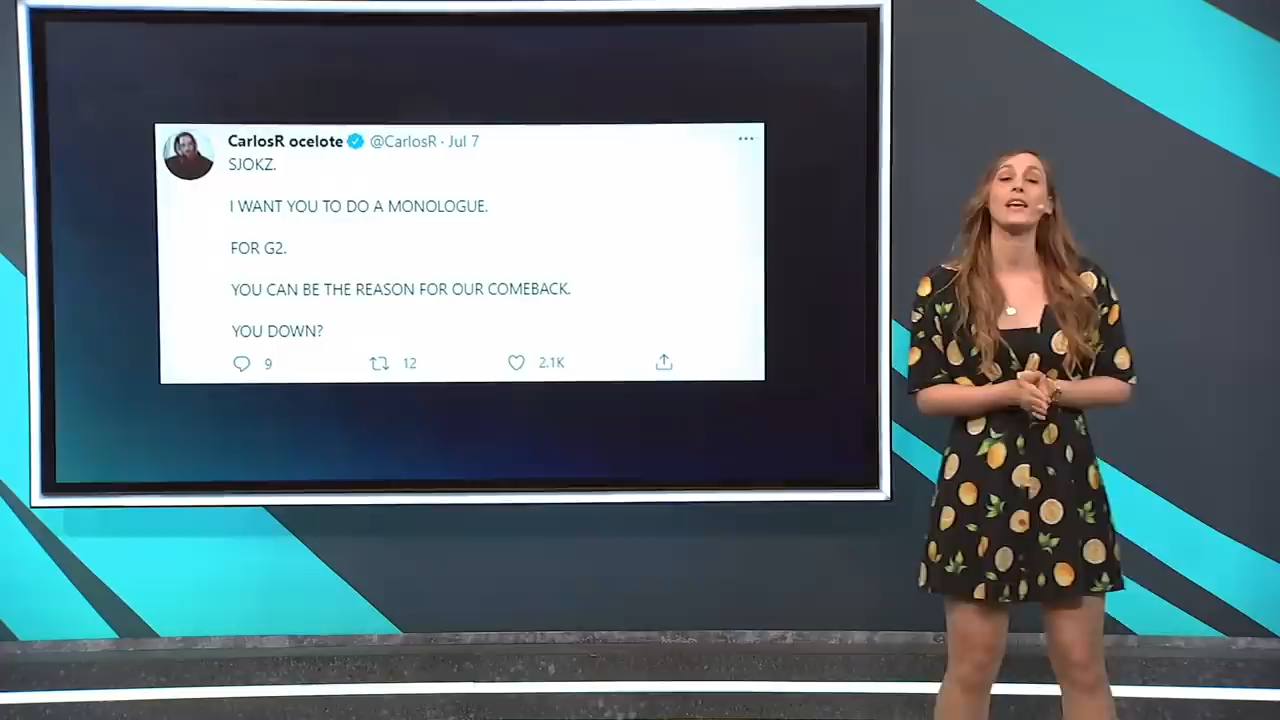 CarlosR ocelote @CarlosR · Jul 7
SJOKZ.
I WANT YOU TO DO A MONOLOGUE.
FOR G2.
YOU CAN BE THE REASON FOR OUR COMEBACK.
YOU DOWN?
9 12 2.1K